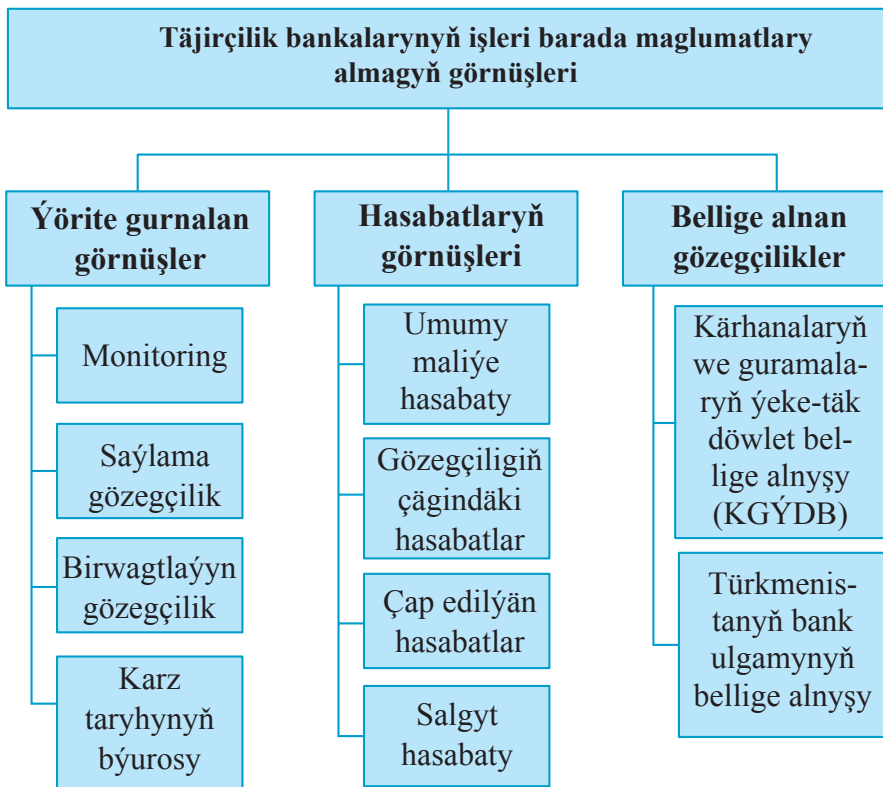 Täjirçilik bankalarynyň işleri barada maglumatlary
almagyň görnüşleri
Ýörite gurnalan
görnüşler
Monitoring
Saýlama
gözegçilik
Birwagtlaýyn
gözegçilik
Karz
taryhynyň
býurosy
Hasabatlaryň
görnüşleri
Umumy
maliýe
hasabaty
Gözegçiligiň
çägindäki
hasabatlar
Çap edilýän
hasabatlar
Salgyt
hasabaty
Bellige alnan
gözegçilikler
Kärhanalaryň
we guramala-
ryň ýeke-täk
döwlet bel-
lige alnyşy
(KGÝDB)
Türkmenis-
tanyň bank
ulgamynyň
bellige alnyşy